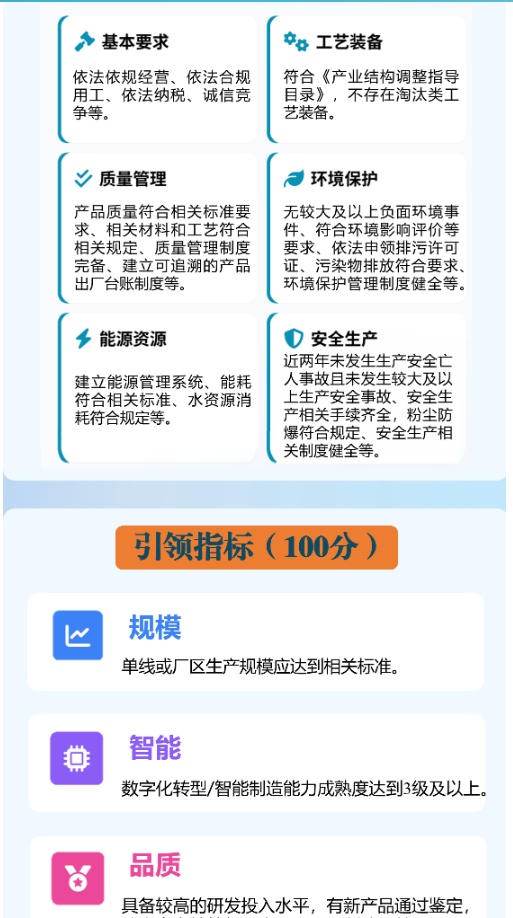 基本要求
依法依规经营、依法合规
用工、依法纳税、诚信竞
争等。
工艺装备
符合《产业结构调整指导
目录》，不存在淘汰类工
艺装备。
质量管理
产品质量符合相关标准要
求、相关材料和工艺符合
相关规定、质量管理制度
完备、建立可追溯的产品
出厂台账制度等。
环境保护
无较大及以上负面环境事
件、符合环境影响评价等
要求、依法申领排污许可
证、污染物排放符合要求、
环境保护管理制度健全等。
能源资源
建立能源管理系统、能耗
符合相关标准、水资源消
耗符合规定等。
安全生产
近两年未发生生产安全亡
人事故且未发生较大及以
上生产安全事故、安全生
产相关手续齐全，粉尘防
爆符合规定、安全生产相
关制度健全等。
引领指标（100分）
规模
单线或厂区生产规模应达到相关标准。
智能
数字化转型/智能制造能力成熟度达到3级及以上。
品质
具备较高的研发投入水平，有新产品通过鉴定，